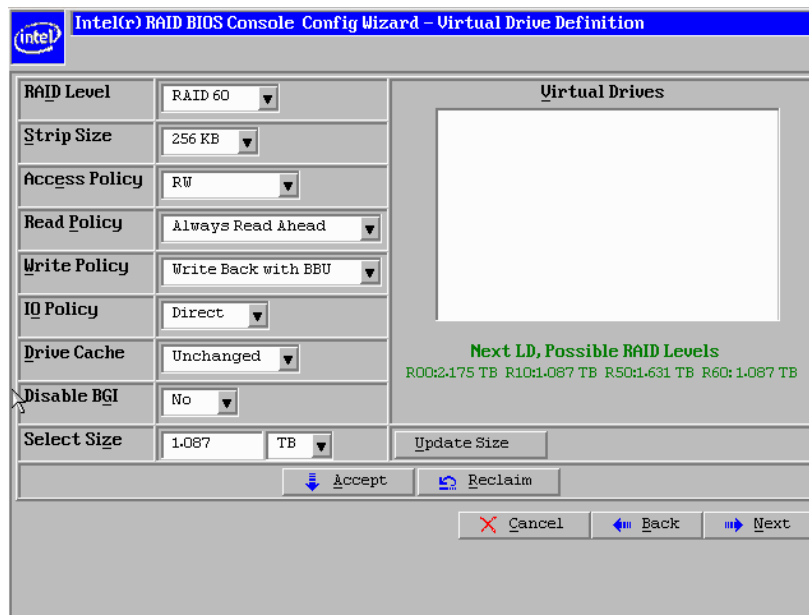 intel
Intel(r) RAID BIOS Console Config Wizard – Virtual Drive Definition
RAID Level RAID 60
Strip Size 256 KB
Access Policy RW
Read Policy Always Read Ahead
Write Policy Write Back with BBU
IO Policy Direct
Drive Cache Unchanged
Disable BGI No
Select Size 1.087 TB
Virtual Drives
Next LD, Possible RAID Levels
R00:2.175 TB R10:1.087 TB R50:1.631 TB R60: 1.087 TB
Update Size
Accept Reclaim
Cancel Back Next